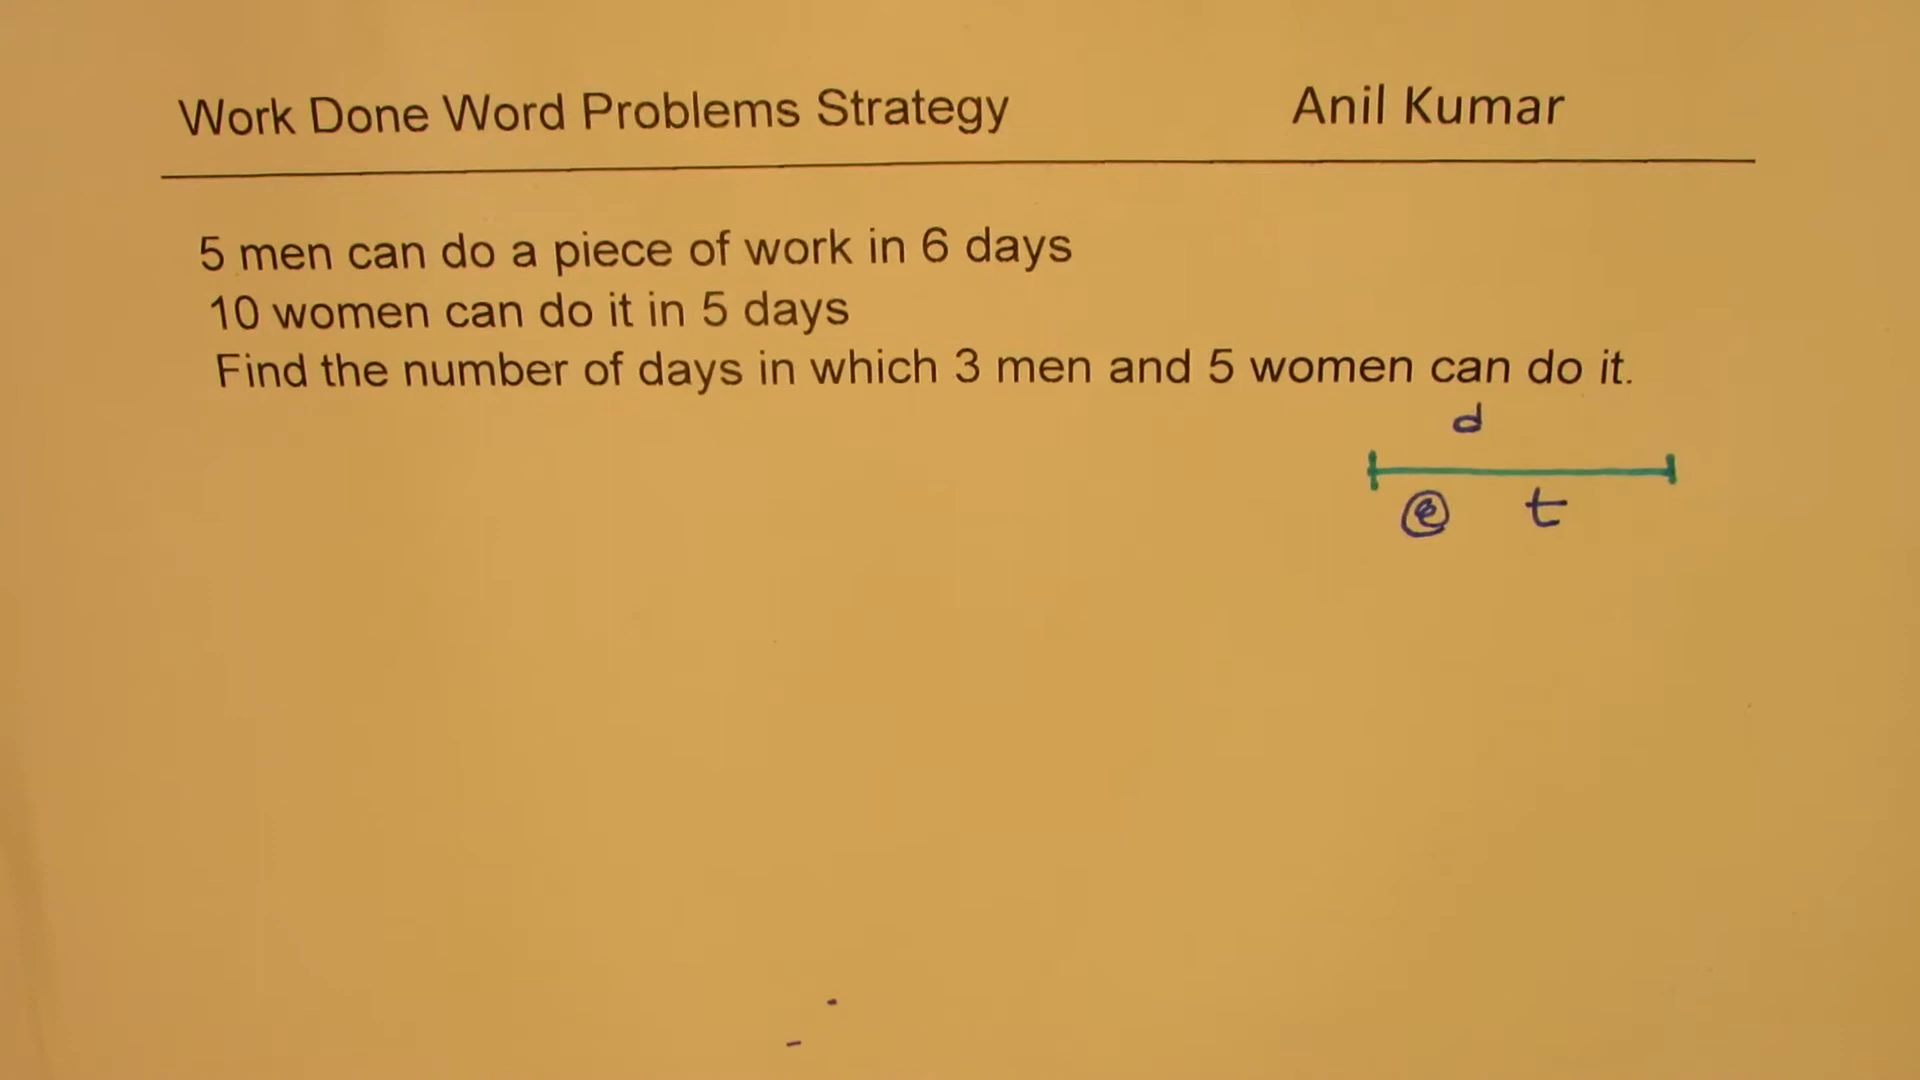 Work Done Word Problems Strategy Anil Kumar
5 men can do a piece of work in 6 days
10 women can do it in 5 days
Find the number of days in which 3 men and 5 women can do it.
d
t